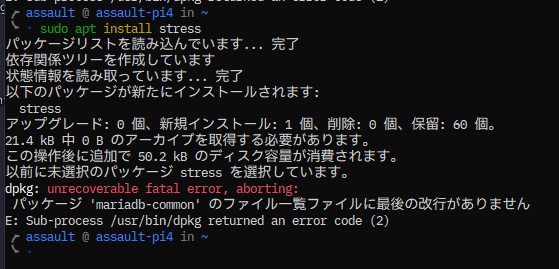 E: Sub-process /usr/bin/dpkg returned an error code (2)
assault @ assault-pi4 in ~
sudo apt install stress
パッケージリストを読み込んでいます... 完了
依存関係ツリーを作成しています
状態情報を読み取っています... 完了
以下のパッケージが新たにインストールされます:
stress
アップグレード: 0 個、新規インストール: 1 個、削除: 0 個、保留: 60 個。
21.4 kB 中 0 B のアーカイブを取得する必要があります。
この操作後に追加で 50.2 kB のディスク容量が消費されます。
以前に未選択のパッケージ stress を選択しています。
dpkg: unrecoverable fatal error, aborting:
パッケージ 'mariadb-common' のファイル一覧ファイルに最後の改行がありません
E: Sub-process /usr/bin/dpkg returned an error code (2)
assault @ assault-pi4 in ~